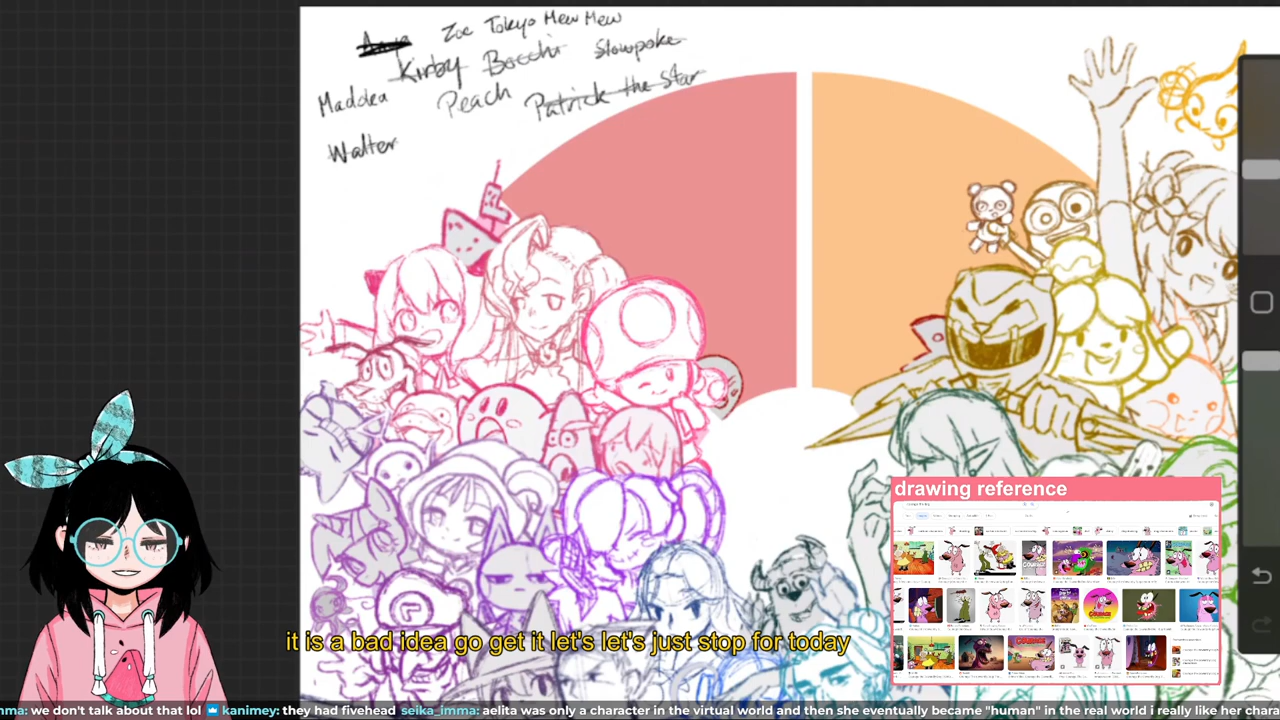 Zoe Tokyo Mew Mew
Kirby Bocchi Slowpoke
Madoka Peach Patrick the Star
Walter
drawing reference
it is a bad idea go get it let's let's just stop for today
mma: we don't talk about that lol kanimey: they had fivehead seika_imma: aelita was only a character in the virtual world and then she eventually became "human" in the real world i really like her chara